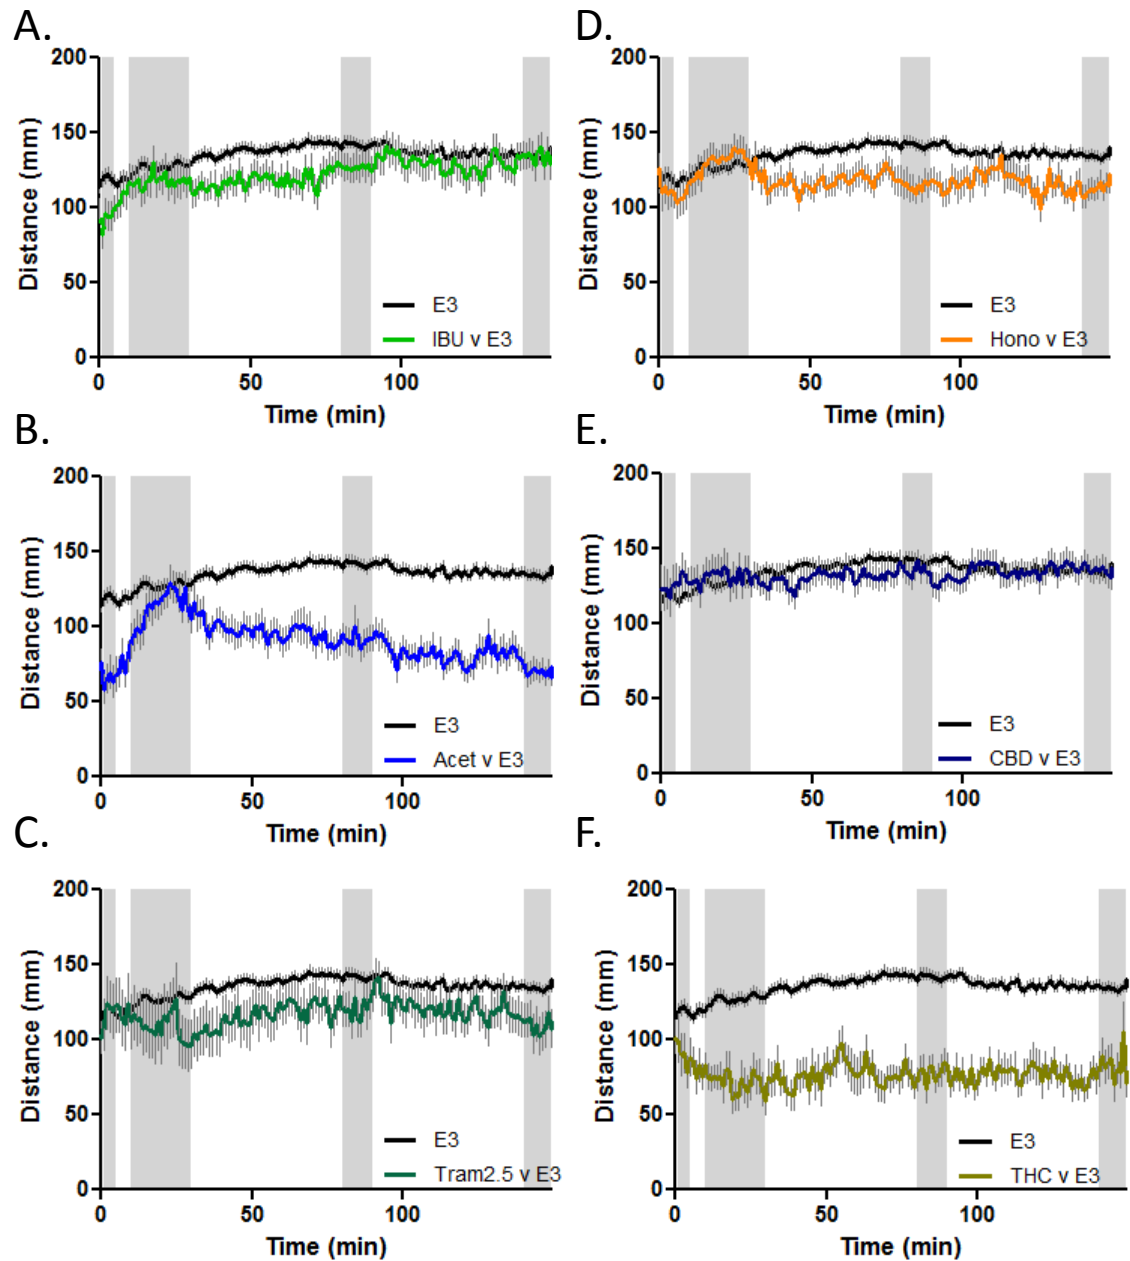 A.
200
150
100
50
0
Distance (mm)
E3
IBU v E3
0 50 100
Time (min)
B.
200
150
100
50
0
Distance (mm)
E3
Acet v E3
0 50 100
Time (min)
C.
200
150
100
50
0
Distance (mm)
E3
Tram2.5 v E3
0 50 100
Time (min)
D.
200
150
100
50
0
Distance (mm)
E3
Hono v E3
0 50 100
Time (min)
E.
200
150
100
50
0
Distance (mm)
E3
CBD v E3
0 50 100
Time (min)
F.
200
150
100
50
0
Distance (mm)
E3
THC v E3
0 50 100
Time (min)